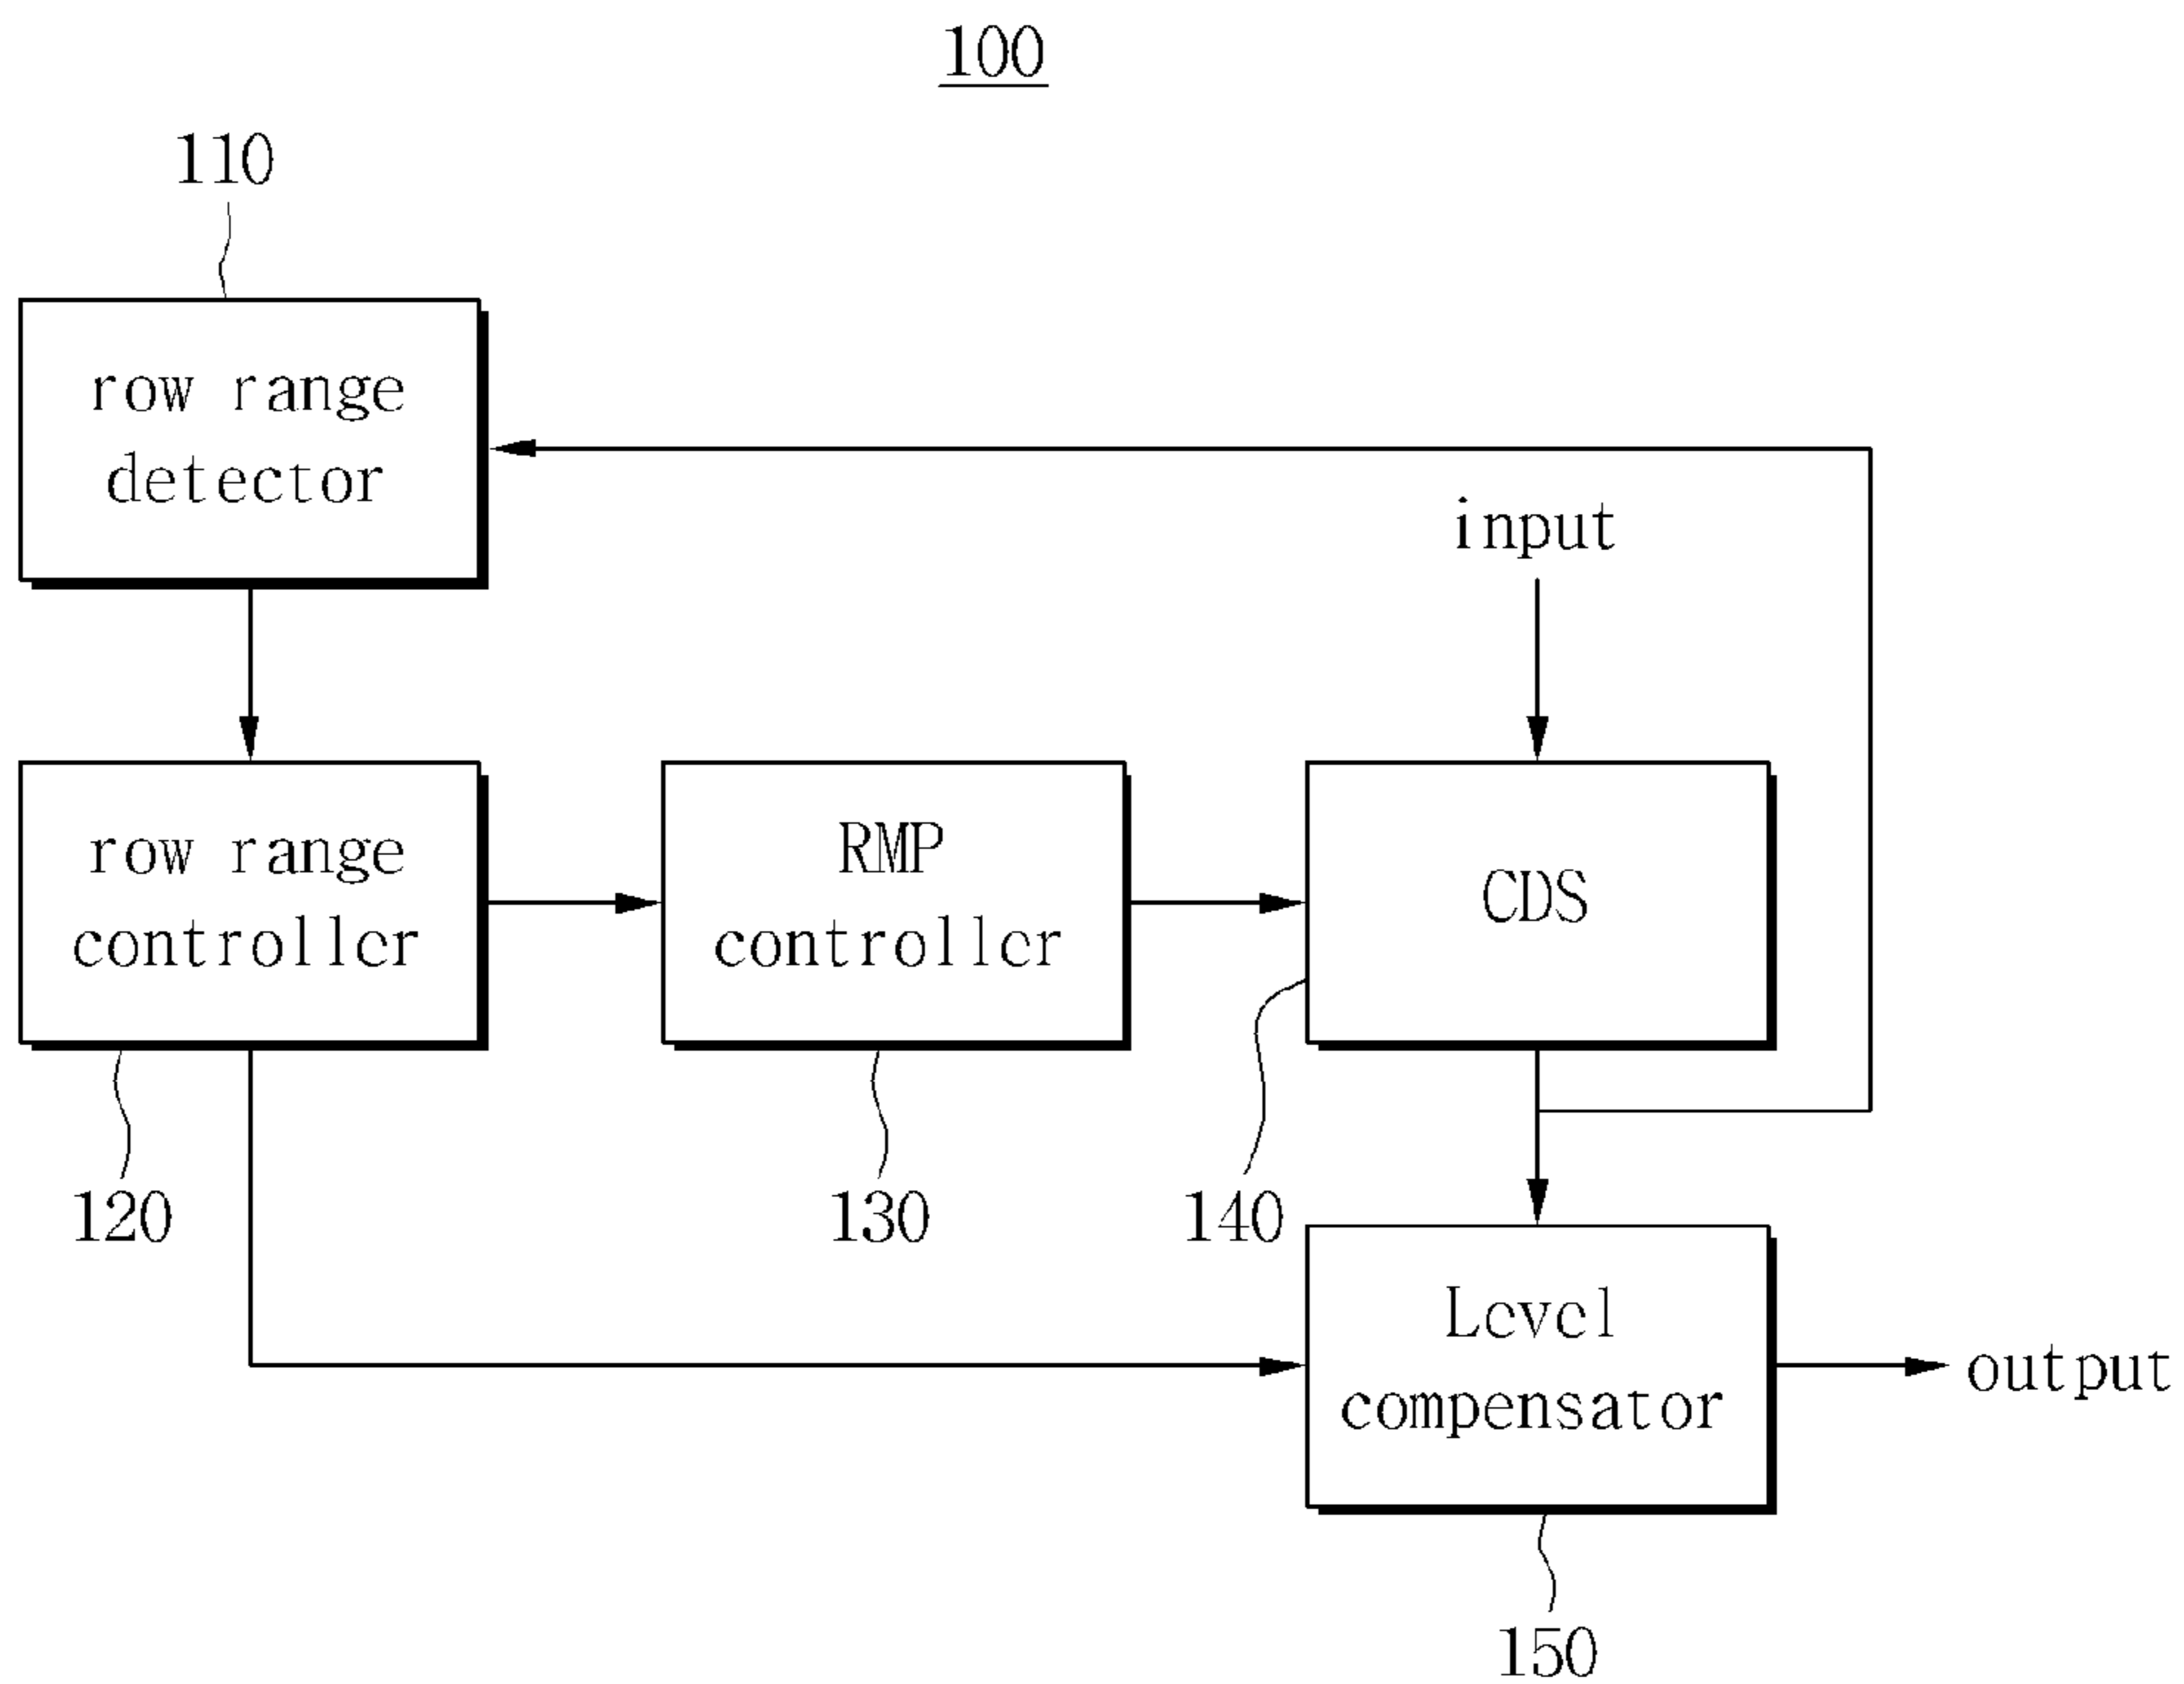 100
110
row range
detector
input
row range
controller
RMP
controller
CDS
120
130
140
Level
compensator
output
150